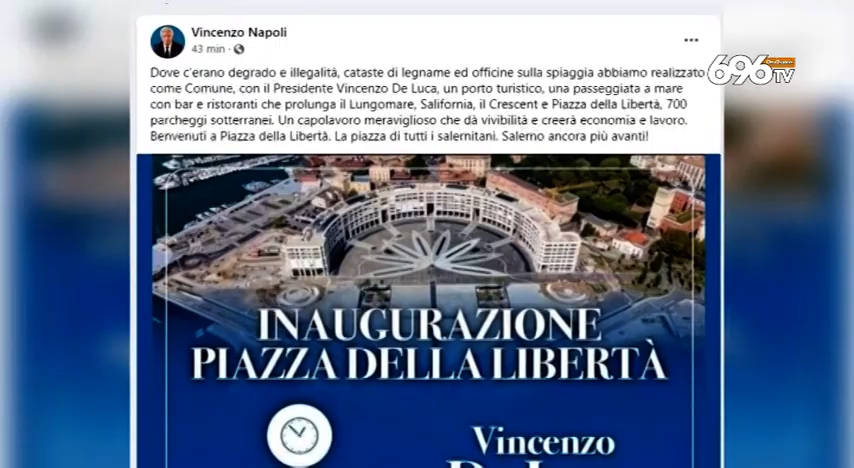 Vincenzo Napoli
43 min ·
696
TV
Dove c'erano degrado e illegalità, cataste di legname ed officine sulla spiaggia abbiamo realizzato
come Comune, con il Presidente Vincenzo De Luca, un porto turistico, una passeggiata a mare
con bar e ristoranti che prolunga il Lungomare, Salifornia, il Crescent e Piazza della Libertà, 700
parcheggi sotterranei. Un capolavoro meraviglioso che dà vivibilità e creerà economia e lavoro.
Benvenuti a Piazza della Libertà. La piazza di tutti i salernitani. Salerno ancora più avanti!
INAUGURAZIONE
PIAZZA DELLA LIBERTÀ
Vincenzo